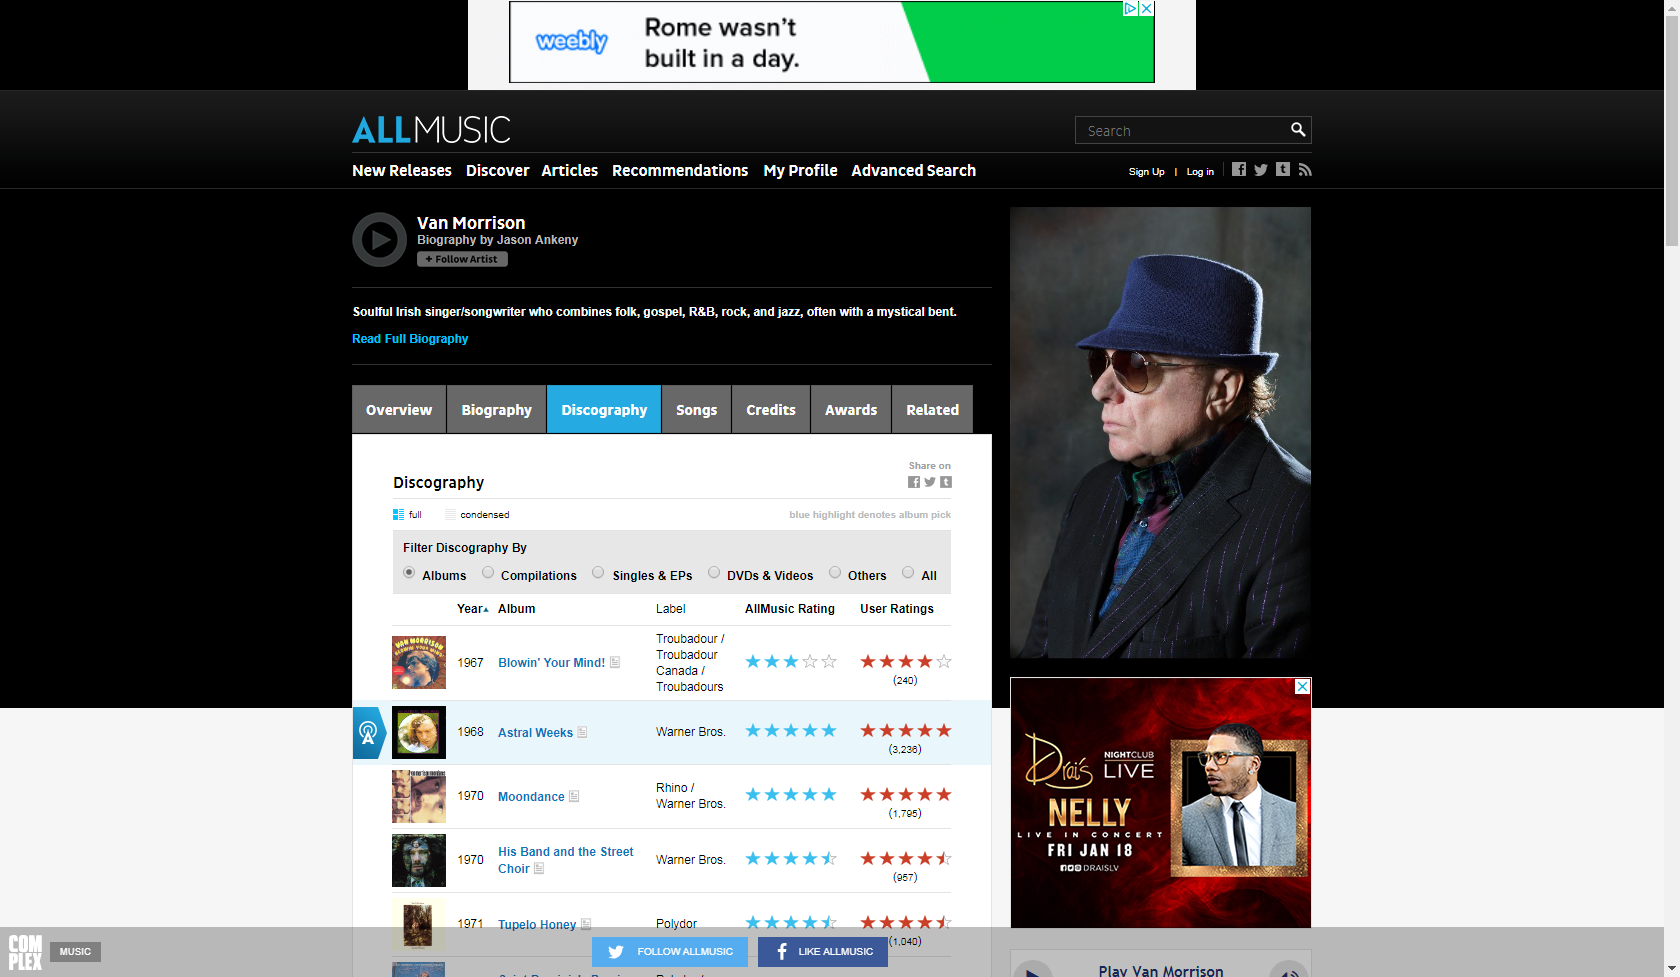 weebly
Rome wasn't
built in a day.
ALLMUSIC
Search
New Releases Discover Articles Recommendations My Profile Advanced Search
Sign Up | Log in
Van Morrison
Biography by Jason Ankeny
+ Follow Artist
Soulful Irish singer/songwriter who combines folk, gospel, R&B, rock, and jazz, often with a mystical bent.
Read Full Biography
Overview Biography Discography Songs Credits Awards Related
Share on
Discography
full condensed blue highlight denotes album pick
Filter Discography By
Albums Compilations Singles & EPs DVDs & Videos Others All
Year Album Label AllMusic Rating User Ratings
VAN MORRISON
BLOWIN' YOUR MIND!
1967 Blowin' Your Mind! Troubadour /
Troubadour
Canada /
Troubadours
(240)
1968 Astral Weeks Warner Bros.
(3,236)
1970 Moondance Rhino /
Warner Bros.
(1,795)
1970 His Band and the Street
Choir Warner Bros.
(957)
1971 Tupelo Honey Polydor
(1,040)
Drai's
NIGHTCLUB
LIVE
NELLY
LIVE IN CONCERT
FRI JAN 18
DRAISLV
Play Van Morrison
COM
PLEX
MUSIC
FOLLOW ALLMUSIC
LIKE ALLMUSIC